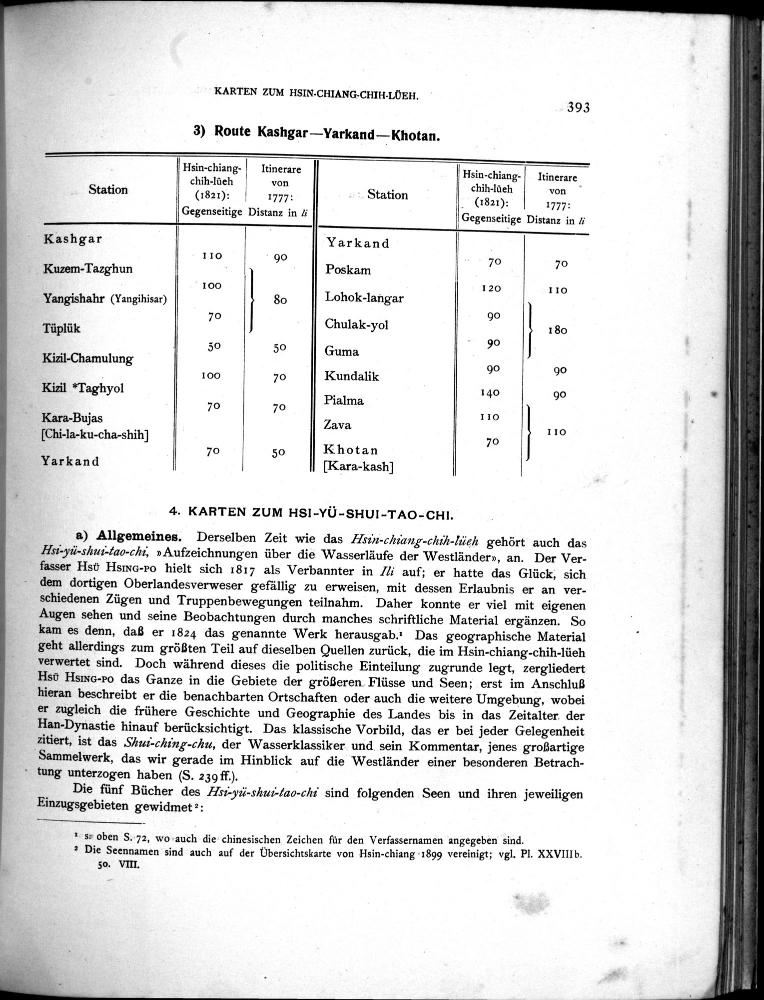 KARTEN ZUM HSIN-CHIANG-CHIH-LÜEH.
393
3) Route Kashgar—Yarkand—Khotan.
Station
Hsin-chiang-
chih-lüeh
(1821):
Itinerare
von
1777:
Gegenseitige Distanz in li
Kashgar
110 90
Kuzem-Tazghun
100
Yangishahr (Yangihisar)
80
70
Tüplük
50 50
Kizil-Chamulung
100 70
Kizil *Taghyol
70 70
Kara-Bujas
[Chi-la-ku-cha-shih]
70 50
Yarkand
Station
Hsin-chiang-
chih-lüeh
(1821):
Itinerare
von
1777:
Gegenseitige Distanz in li
Yarkand
70 70
Poskam
120 110
Lohok-langar
90
Chulak-yol
180
90
Guma
90 90
Kundalik
140 90
Pialma
110
Zava
110
70
Khotan
[Kara-kash]
4. KARTEN ZUM HSI-YÜ-SHUI-TAO-CHI.
a) Allgemeines. Derselben Zeit wie das Hsin-chiang-chih-lüeh gehört auch das
Hsi-yü-shui-tao-chi, »Aufzeichnungen über die Wasserläufe der Westländer», an. Der Ver-
fasser Hsü Hsing-po hielt sich 1817 als Verbannter in Ili auf; er hatte das Glück, sich
dem dortigen Oberlandesverweser gefällig zu erweisen, mit dessen Erlaubnis er an ver-
schiedenen Zügen und Truppenbewegungen teilnahm. Daher konnte er viel mit eigenen
Augen sehen und seine Beobachtungen durch manches schriftliche Material ergänzen. So
kam es denn, daß er 1824 das genannte Werk herausgab.¹ Das geographische Material
geht allerdings zum größten Teil auf dieselben Quellen zurück, die im Hsin-chiang-chih-lüeh
verwertet sind. Doch während dieses die politische Einteilung zugrunde legt, zergliedert
Hsü Hsing-po das Ganze in die Gebiete der größeren Flüsse und Seen; erst im Anschluß
hieran beschreibt er die benachbarten Ortschaften oder auch die weitere Umgebung, wobei
er zugleich die frühere Geschichte und Geographie des Landes bis in das Zeitalter der
Han-Dynastie hinauf berücksichtigt. Das klassische Vorbild, das er bei jeder Gelegenheit
zitiert, ist das Shui-ching-chu, der Wasserklassiker und sein Kommentar, jenes großartige
Sammelwerk, das wir gerade im Hinblick auf die Westländer einer besonderen Betrach-
tung unterzogen haben (S. 239 ff.).
Die fünf Bücher des Hsi-yü-shui-tao-chi sind folgenden Seen und ihren jeweiligen
Einzugsgebieten gewidmet²:
¹ s. oben S. 72, wo auch die chinesischen Zeichen für den Verfassernamen angegeben sind.
² Die Seennamen sind auch auf der Übersichtskarte von Hsin-chiang 1899 vereinigt; vgl. Pl. XXVIIIb.
50. VIII.